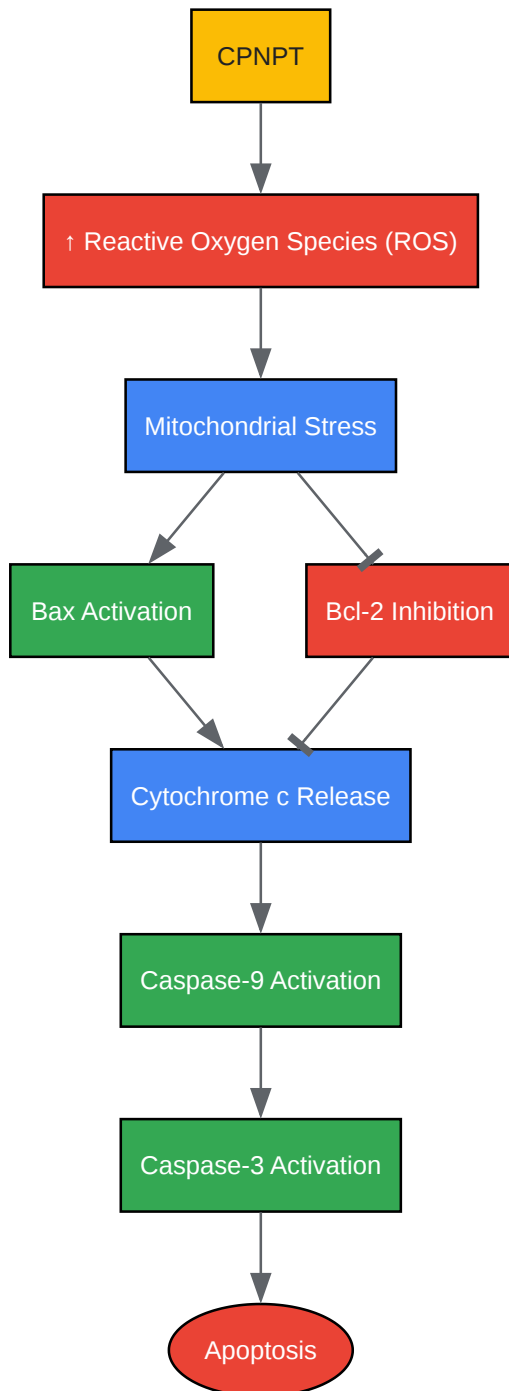 CPNPT
↑ Reactive Oxygen Species (ROS)
Mitochondrial Stress
Bax Activation
Bcl-2 Inhibition
Cytochrome c Release
Caspase-9 Activation
Caspase-3 Activation
Apoptosis